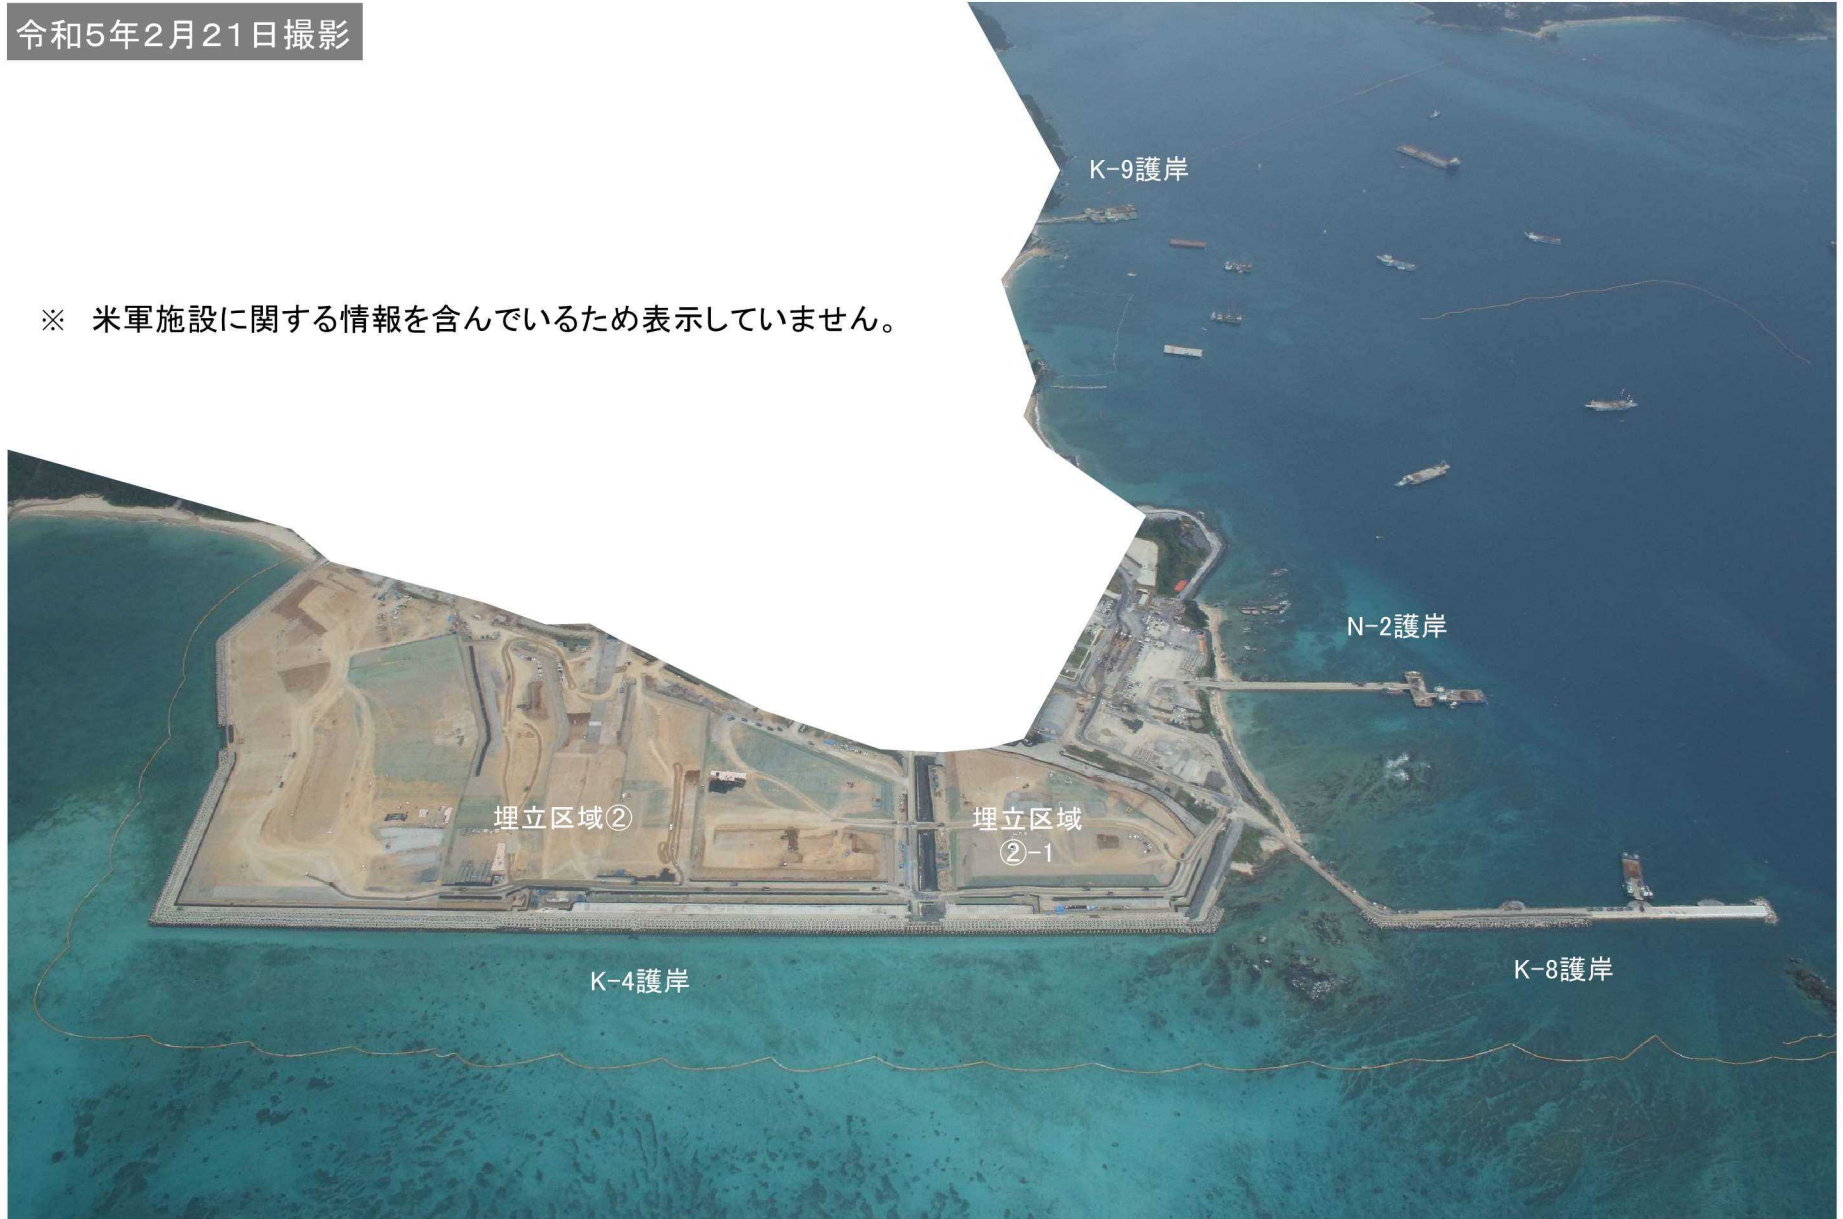 令和5年2月21日撮影
K-9護岸
※　米軍施設に関する情報を含んでいるため表示していません。
N-2護岸
埋立区域②
埋立区域
②-1
K-4護岸
K-8護岸